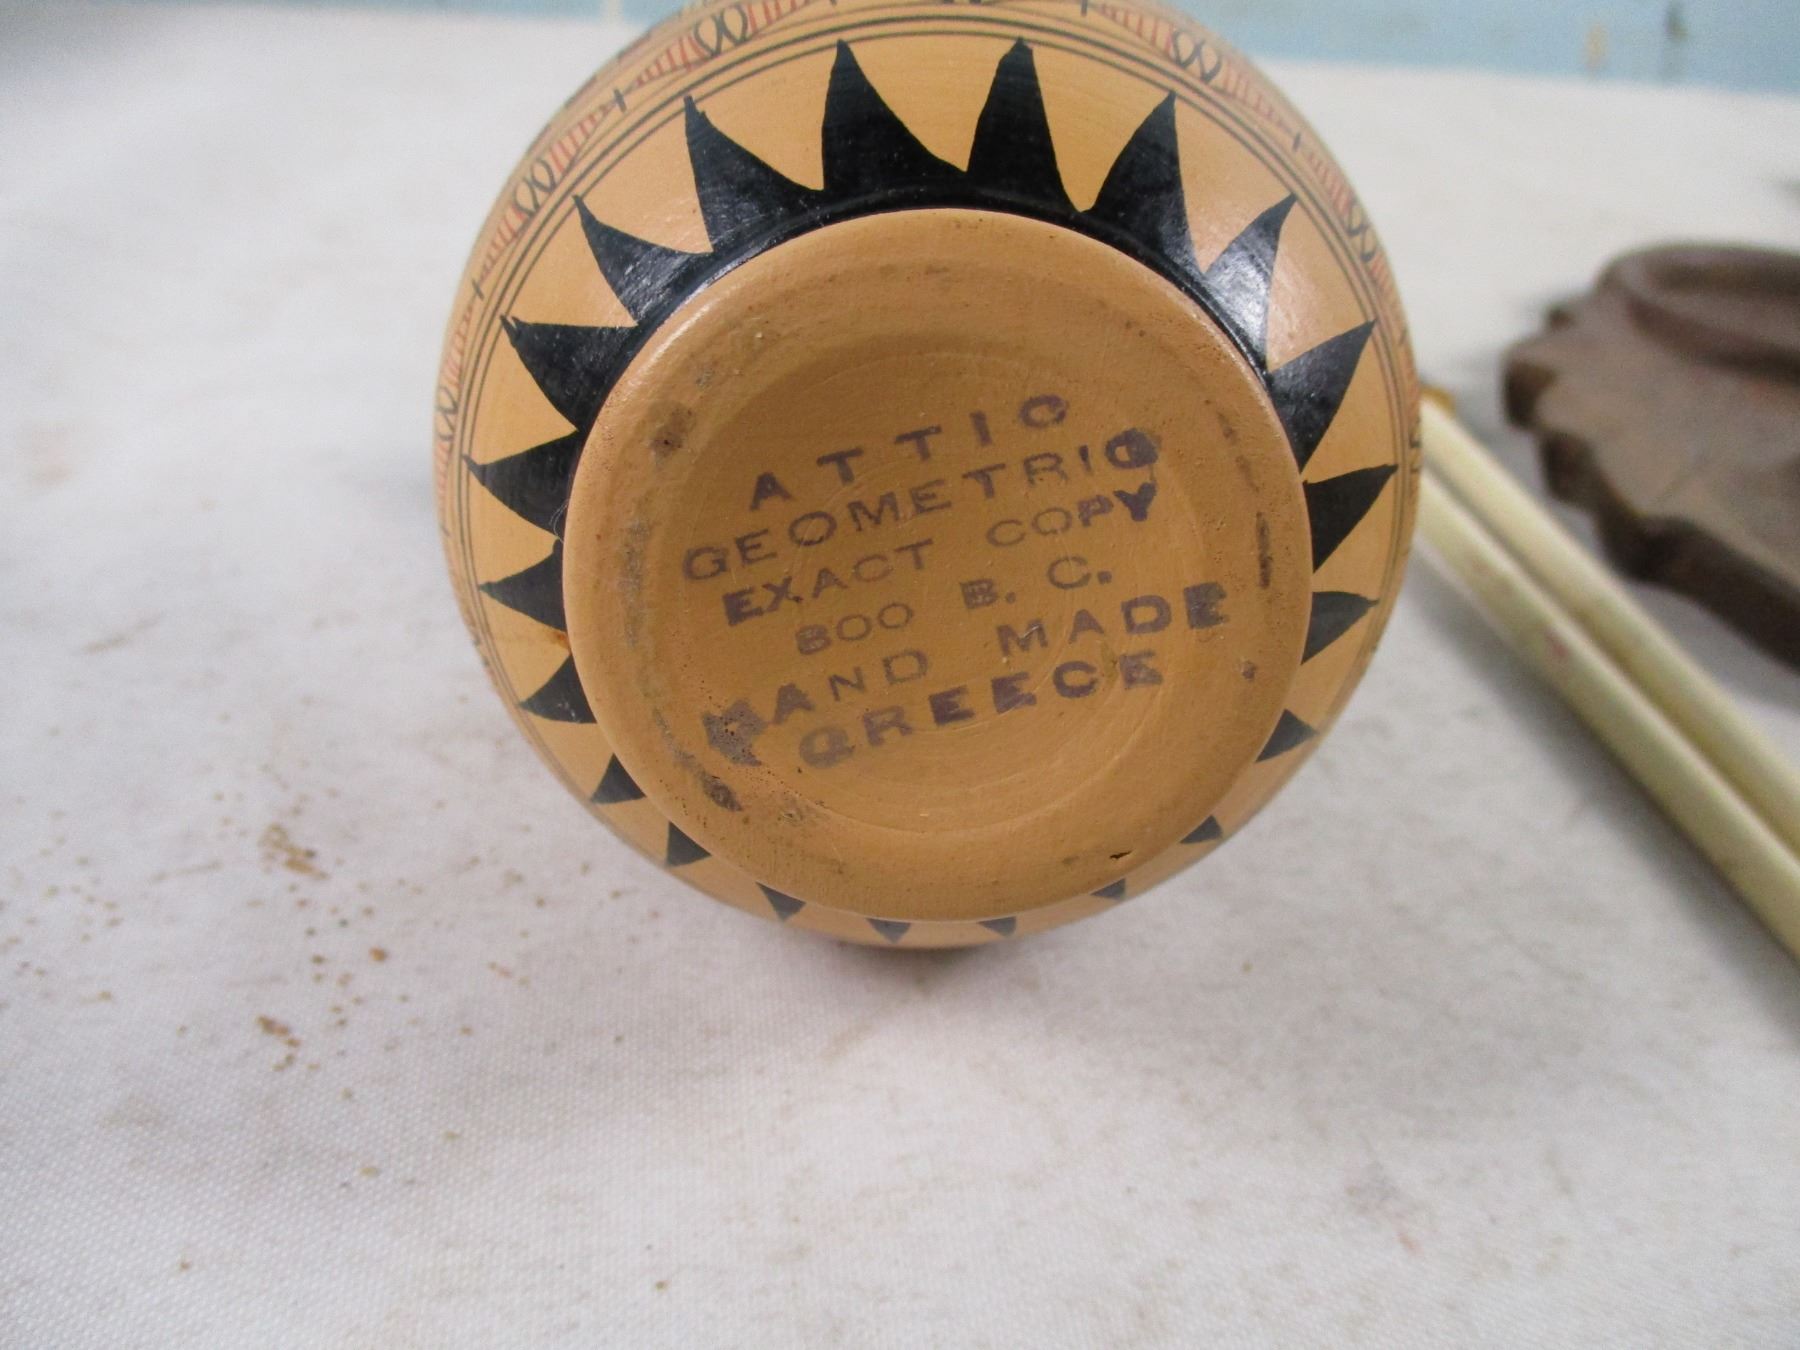 ATTIC
GEOMETRIC
EXACT COPY
800 B. C.
HAND MADE
GREECE